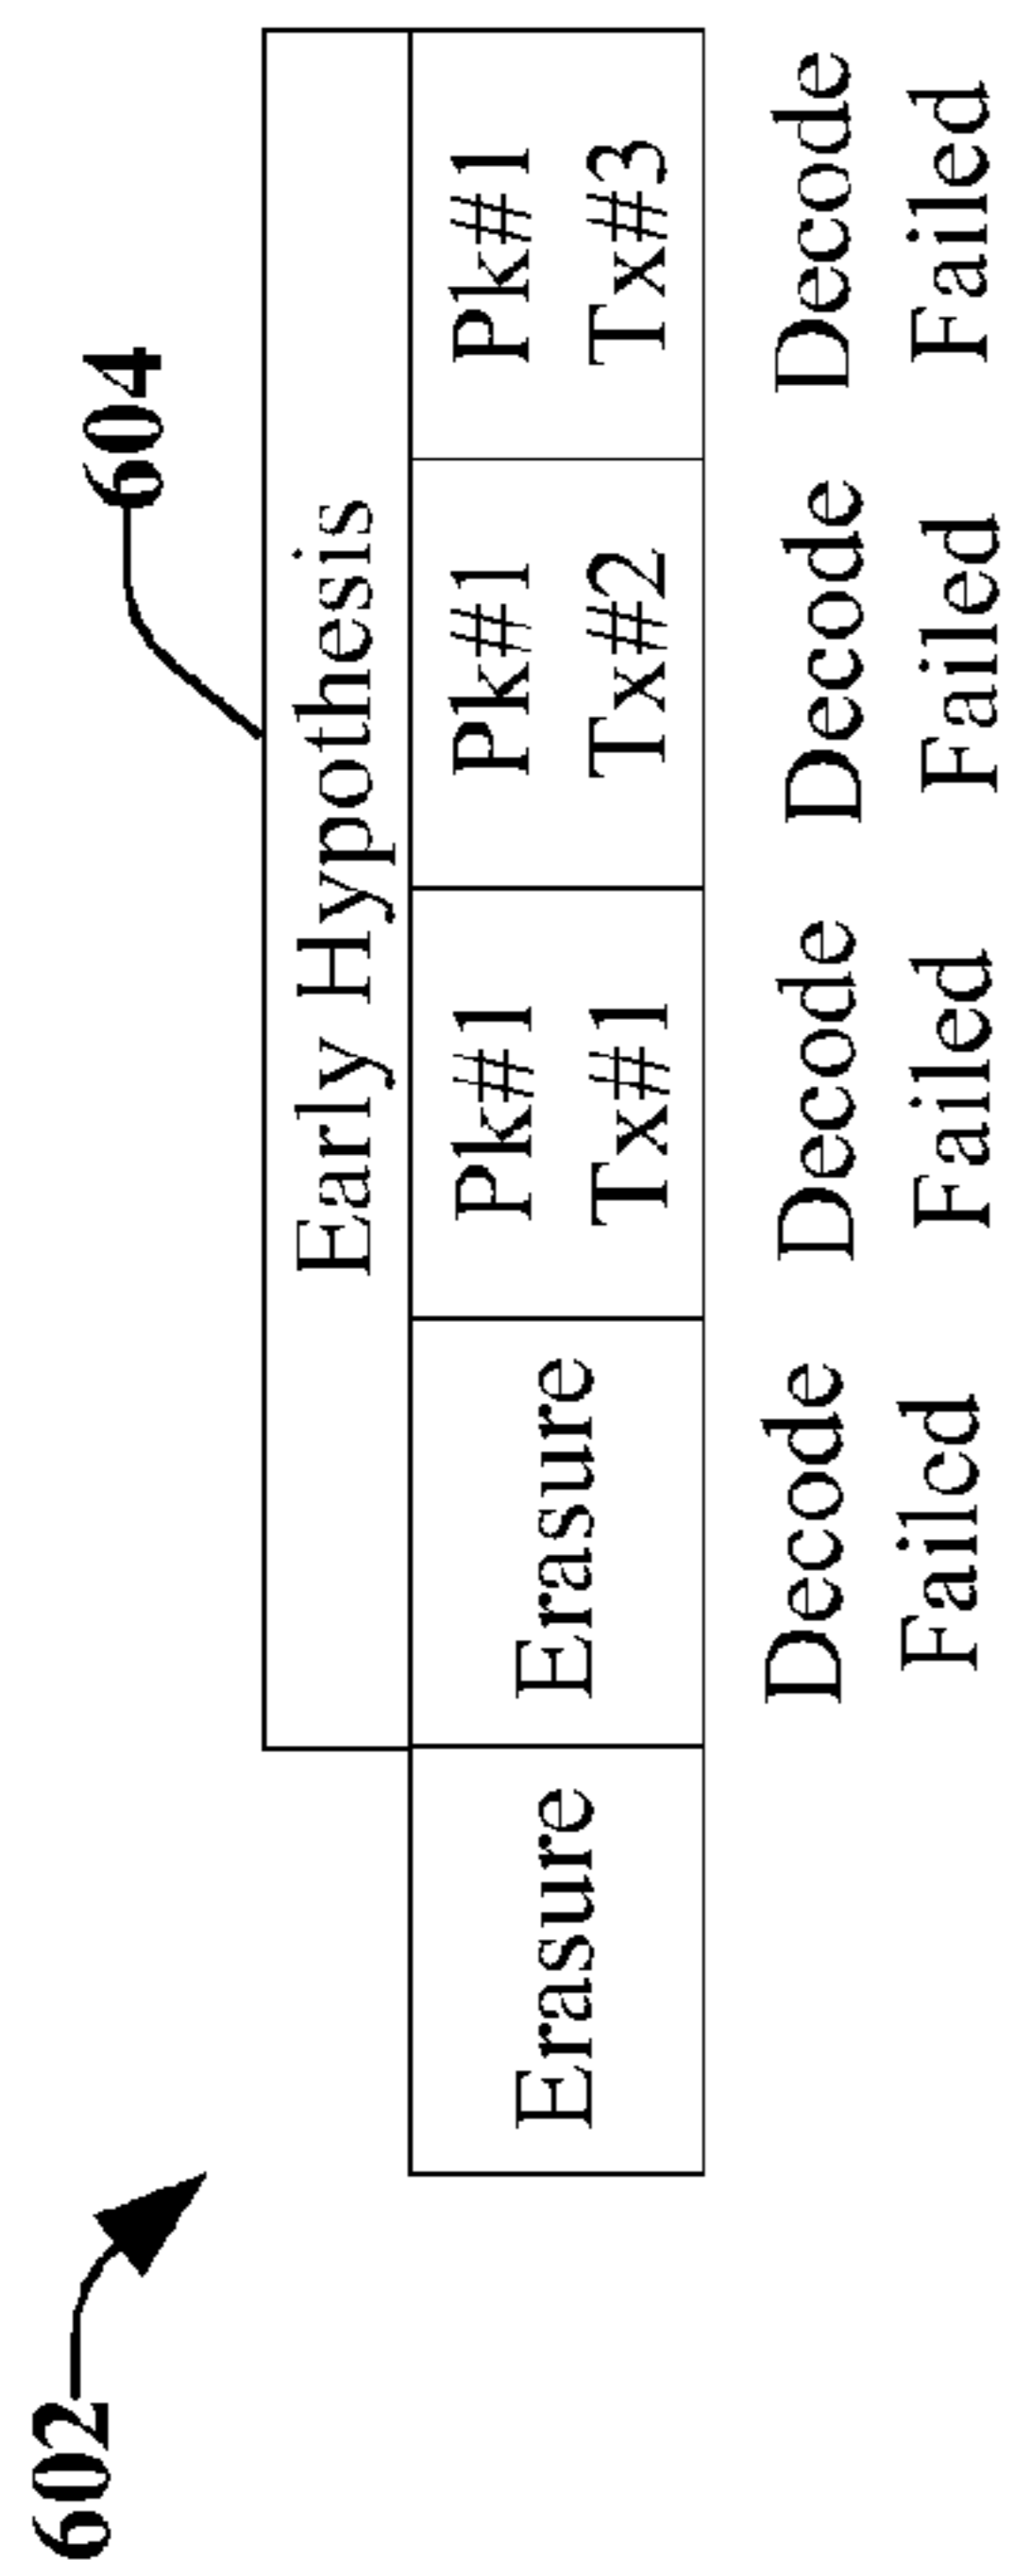 602
604
Early Hypothesis
Erasure
Erasure
Pk#1
Tx#1
Pk#1
Tx#2
Pk#1
Tx#3
Decode
Failed
Decode
Failed
Decode
Failed
Decode
Failed